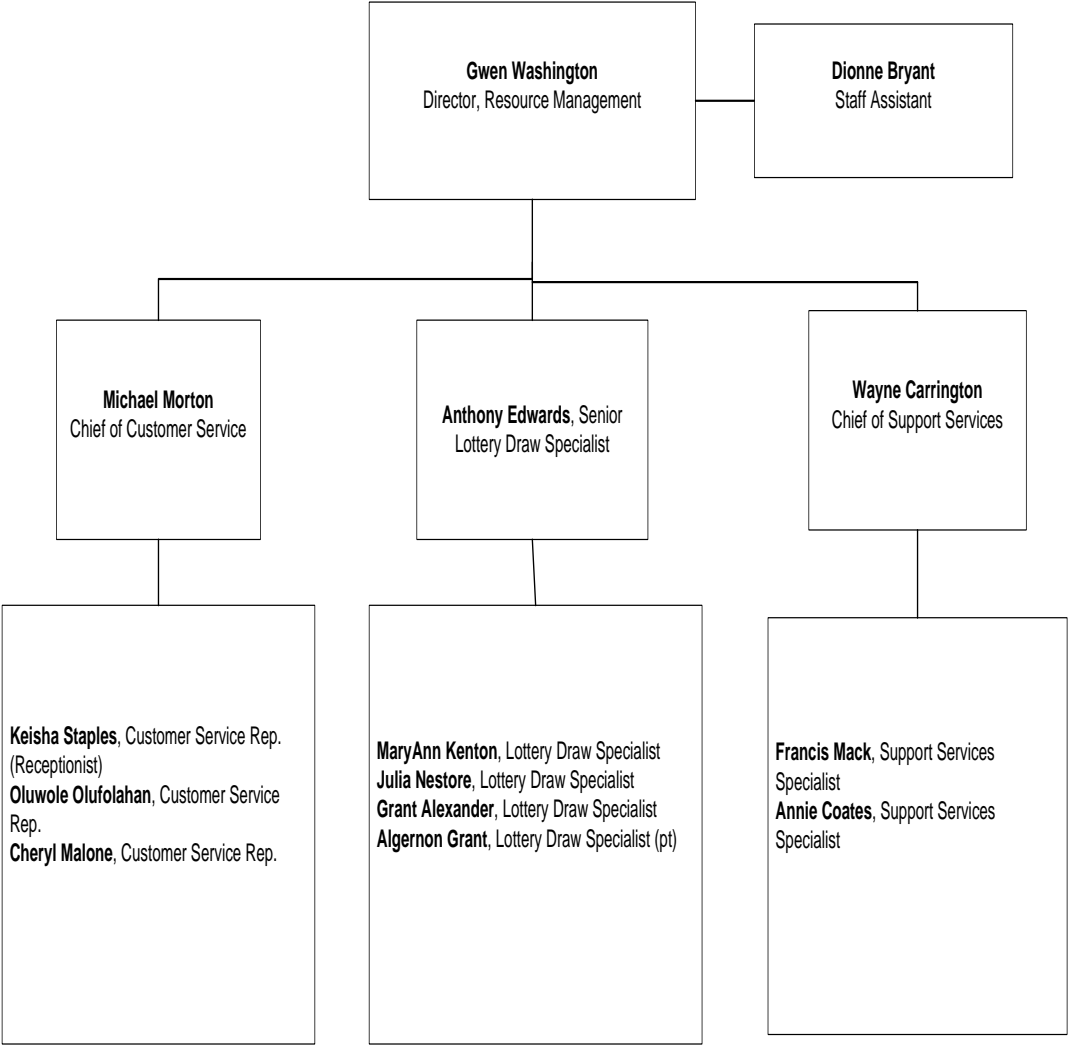 Gwen Washington
Director, Resource Management
Dionne Bryant
Staff Assistant
Michael Morton
Chief of Customer Service
Anthony Edwards, Senior
Lottery Draw Specialist
Wayne Carrington
Chief of Support Services
Keisha Staples, Customer Service Rep.
(Receptionist)
Oluwole Olufolahan, Customer Service
Rep.
Cheryl Malone, Customer Service Rep.
MaryAnn Kenton, Lottery Draw Specialist
Julia Nestore, Lottery Draw Specialist
Grant Alexander, Lottery Draw Specialist
Algernon Grant, Lottery Draw Specialist (pt)
Francis Mack, Support Services
Specialist
Annie Coates, Support Services
Specialist